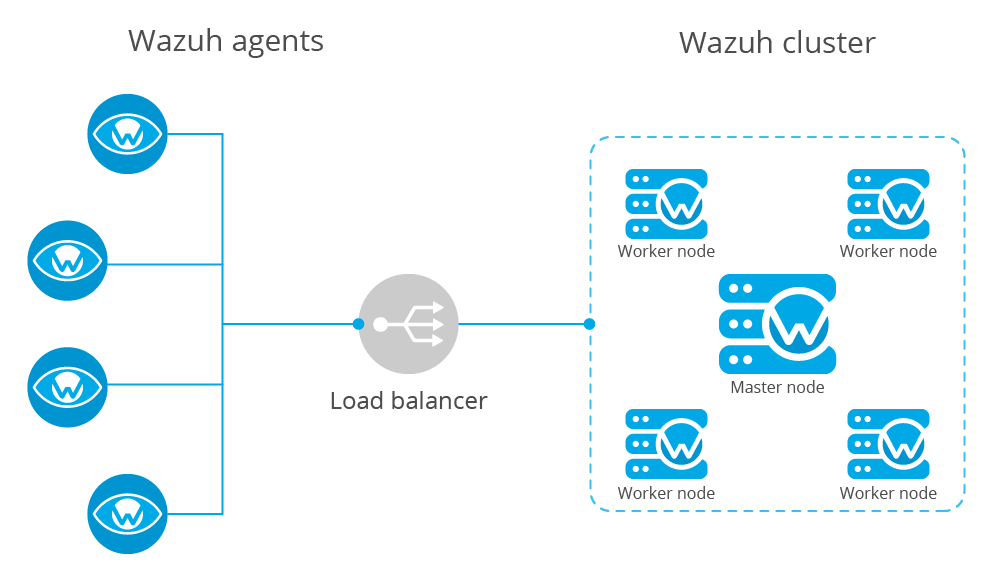 Wazuh agents
Wazuh cluster
Worker node
Worker node
Load balancer
Master node
Worker node
Worker node